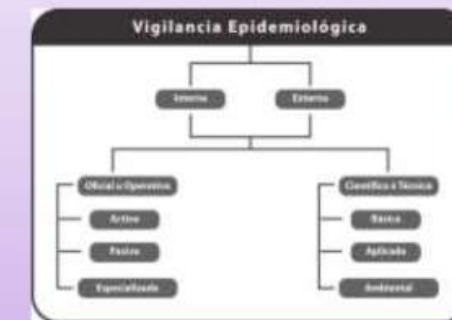 Vigilancia Epidemiológica
Interna
Externa
Oficial u Operativa
Científica o Técnica
Activa
Básica
Pasiva
Aplicada
Especializada
Ambiental